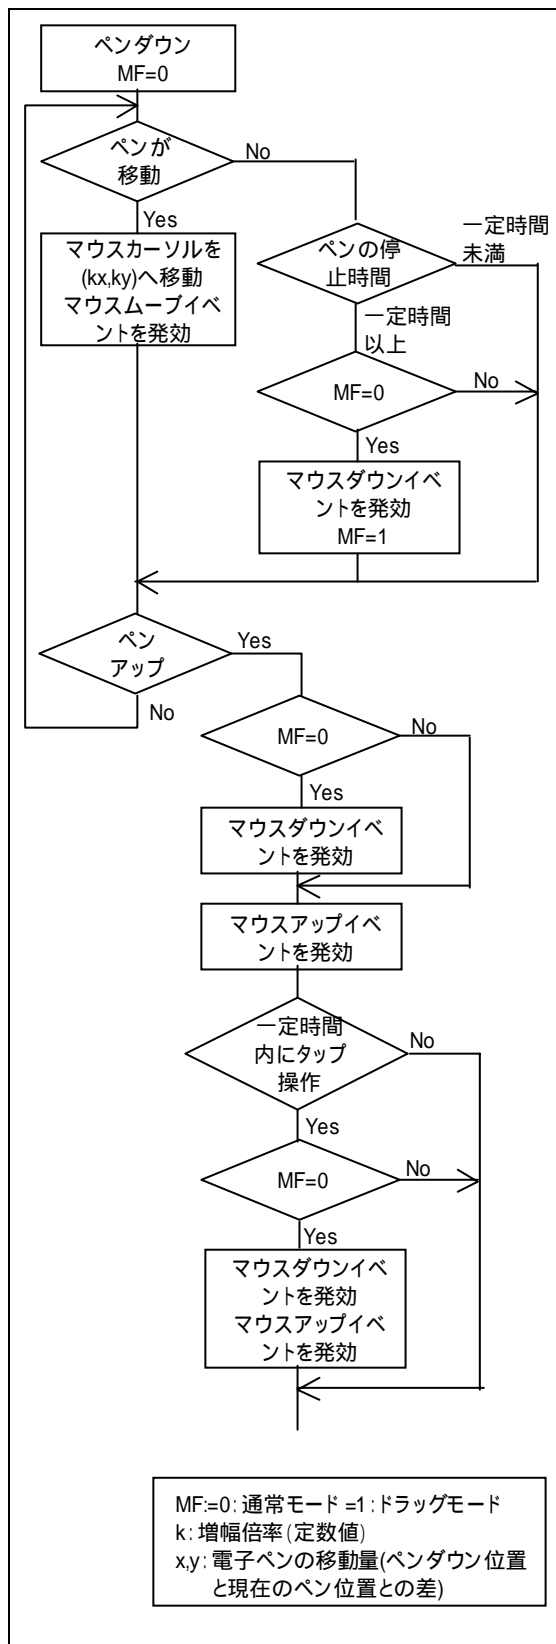 ペンダウン
MF=0
ペンが
移動
No
Yes
マウスカーソルを
(kx,ky)へ移動
マウスムーブイベ
ントを発効
ペンの停
止時間
一定時間
未満
一定時間
以上
MF=0
No
Yes
マウスダウンイベ
ントを発効
MF=1
ペン
アップ
Yes
No
MF=0
No
Yes
マウスダウンイベ
ントを発効
マウスアップイベ
ントを発効
一定時間
内にタップ
操作
No
Yes
MF=0
No
Yes
マウスダウンイベ
ントを発効
マウスアップイベ
ントを発効
MF:=0:通常モード =1:ドラッグモード
k:増幅倍率(定数値)
x,y:電子ペンの移動量(ペンダウン位置
と現在のペン位置との差)